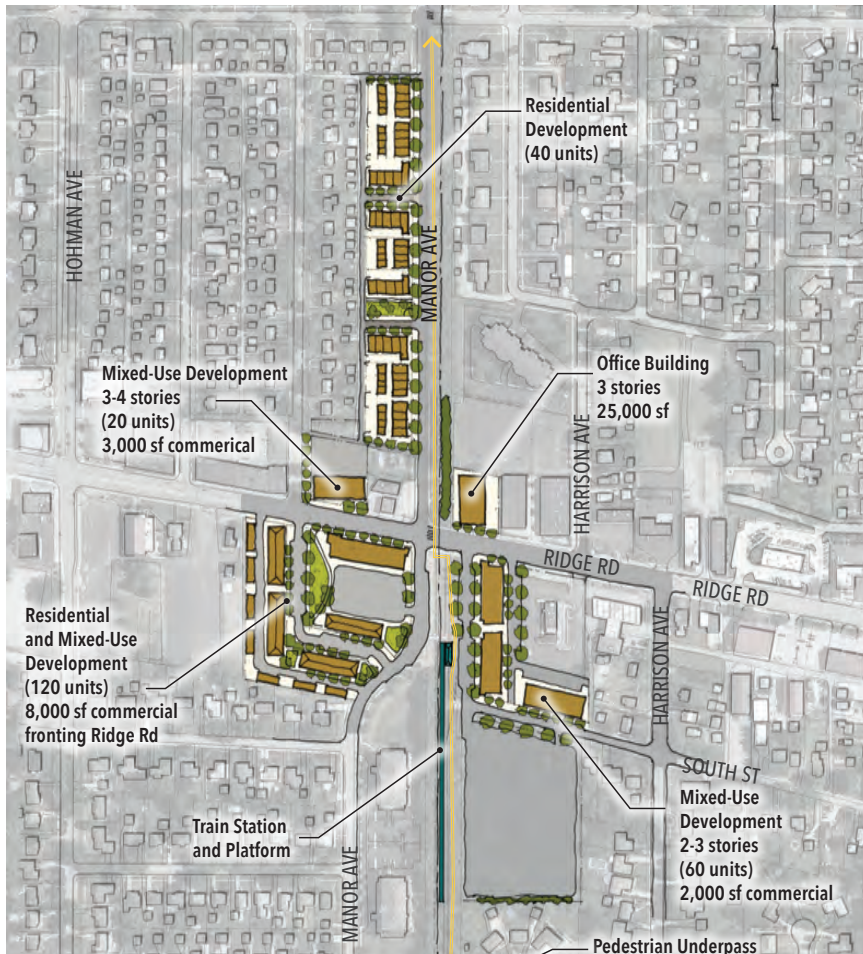 Residential
Development
(40 units)
HOHMAN AVE
MANOR AVE
Mixed-Use Development
3-4 stories
(20 units)
3,000 sf commerical
Office Building
3 stories
25,000 sf
HARRISON AVE
RIDGE RD
RIDGE RD
Residential
and Mixed-Use
Development
(120 units)
8,000 sf commercial
fronting Ridge Rd
HARRISON AVE
SOUTH ST
Train Station
and Platform
MANOR AVE
Mixed-Use
Development
2-3 stories
(60 units)
2,000 sf commercial
Pedestrian Underpass